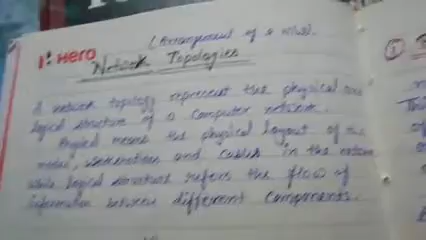 (Arrangement of a n/w).
Hero
Network Topologies
A network topology represent the physical and
logical structure of a computer network.
Physical means the physical layout of the
nodes, connections and cables in the network
while logical structure refers the flow of
information between different components.
①